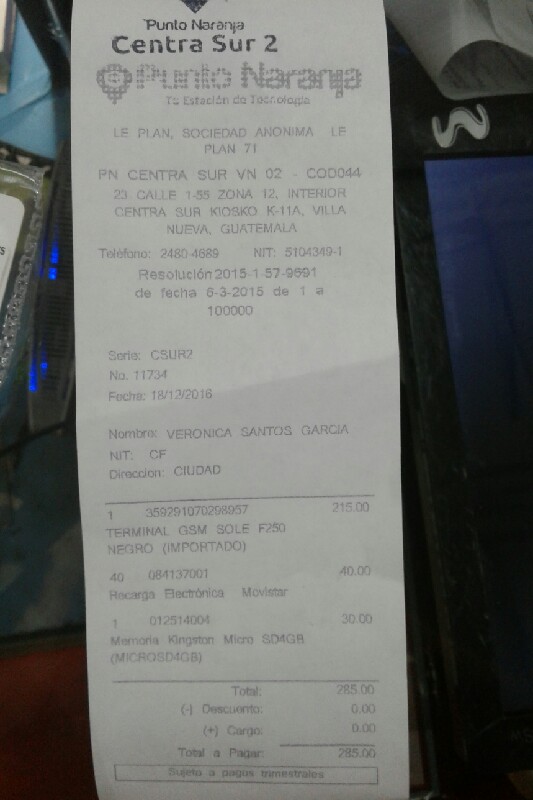 Punto Naranja
Centra Sur 2
Punto Naranja
Tu Estación de Tecnología
LE PLAN, SOCIEDAD ANONIMA LE
PLAN 71
PN CENTRA SUR VN 02 - COD044
23 CALLE 1-55 ZONA 12, INTERIOR
CENTRA SUR KIOSKO K-11A, VILLA
NUEVA, GUATEMALA
Teléfono: 2480-4689 NIT: 5104349-1
Resolución 2015-1-57-9691
de fecha 6-3-2015 de 1 a
100000
Serie: CSUR2
No. 11734
Fecha: 18/12/2016
Nombre: VERONICA SANTOS GARCIA
NIT: CF
Direccion: CIUDAD
1 359291070298957 215.00
TERMINAL GSM SOLE F250
NEGRO (IMPORTADO)
40 084137001 40.00
Recarga Electrónica Movistar
1 012514004 30.00
Memoria Kingston Micro SD4GB
(MICROSD4GB)
Total: 285.00
(-) Descuento: 0.00
(+) Cargo: 0.00
Total a Pagar: 285.00
Sujeto a pagos trimestrales